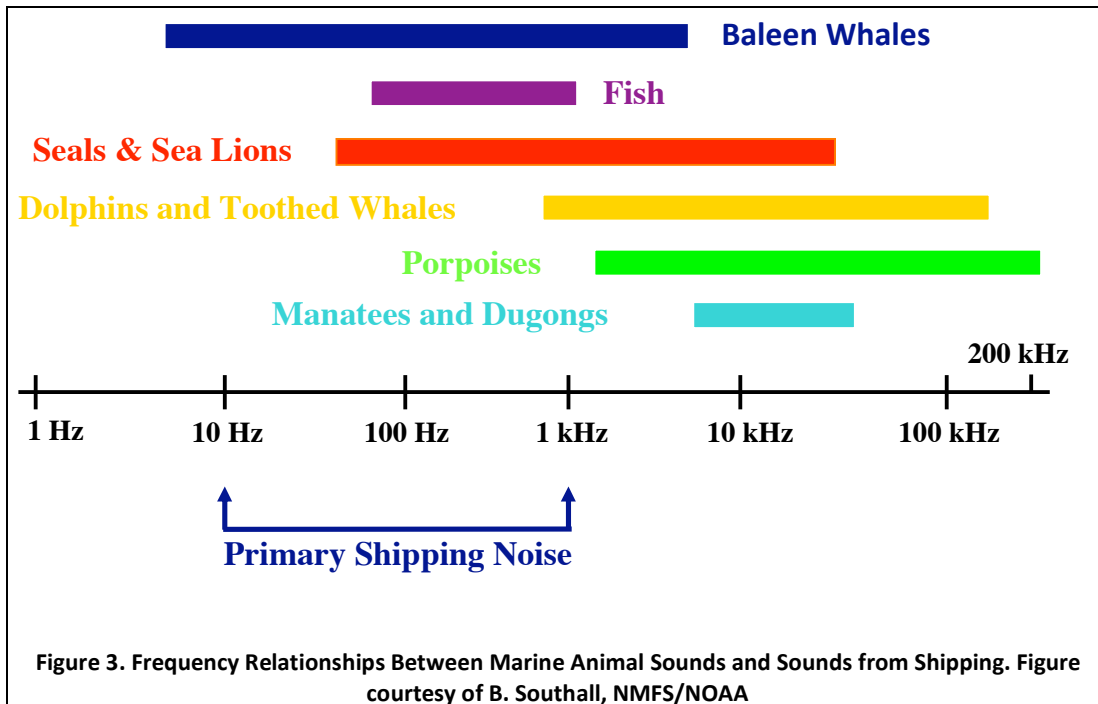 Baleen Whales
Fish
Seals & Sea Lions
Dolphins and Toothed Whales
Porpoises
Manatees and Dugongs
200 kHz
1 Hz 10 Hz 100 Hz 1 kHz 10 kHz 100 kHz
Primary Shipping Noise
Figure 3. Frequency Relationships Between Marine Animal Sounds and Sounds from Shipping. Figure
courtesy of B. Southall, NMFS/NOAA